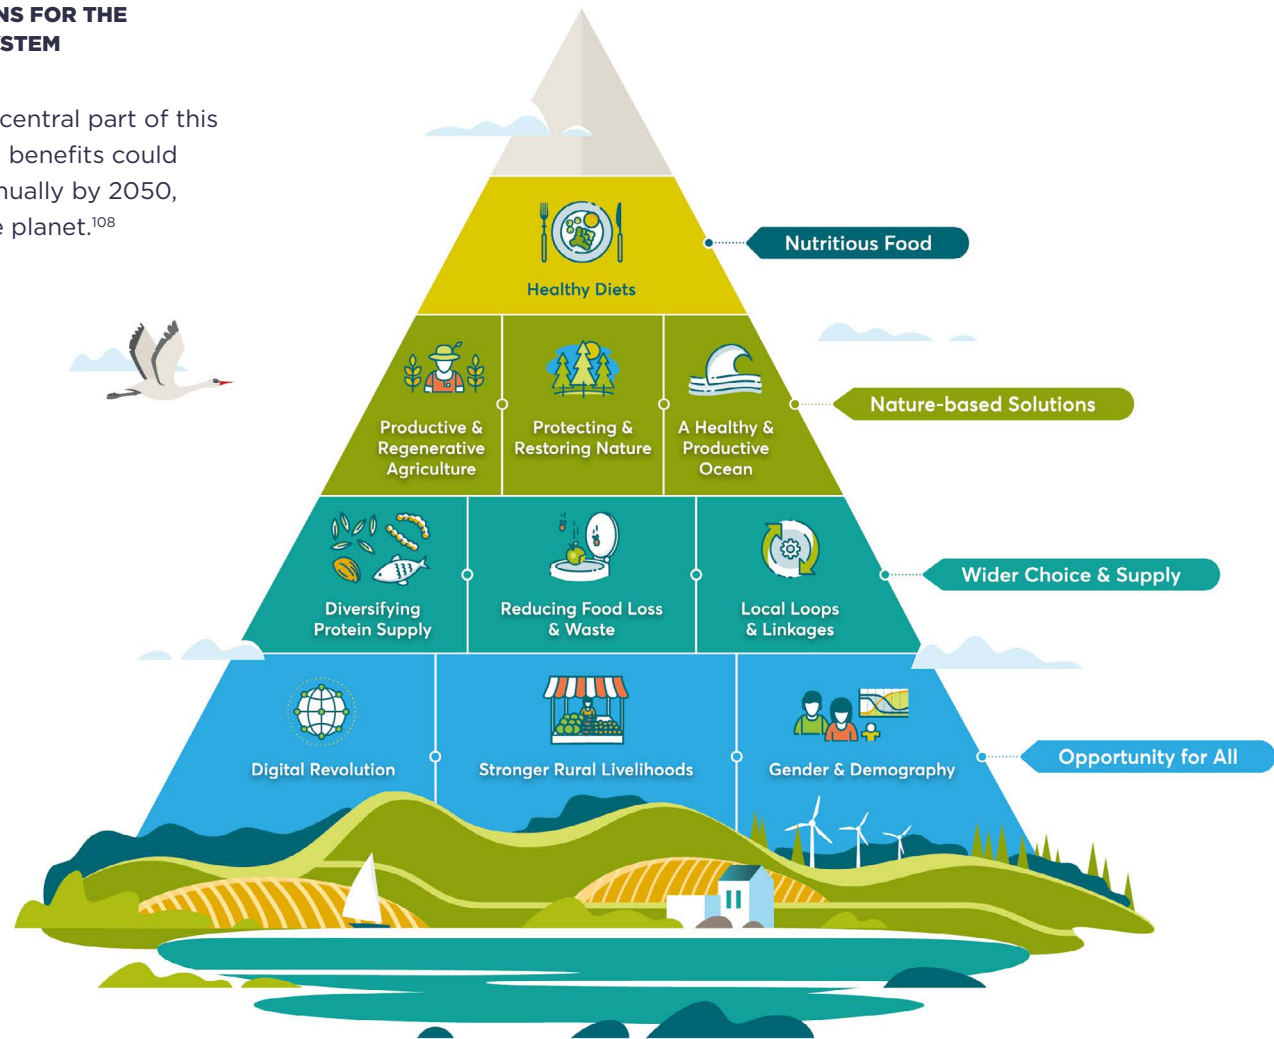 NS FOR THE
YSTEM
central part of this
benefits could
nually by 2050,
e planet.108
Healthy Diets
Nutritious Food
Productive &
Regenerative
Agriculture
Protecting &
Restoring Nature
A Healthy &
Productive
Ocean
Nature-based Solutions
Diversifying
Protein Supply
Reducing Food Loss
& Waste
Local Loops
& Linkages
Wider Choice & Supply
Digital Revolution
Stronger Rural Livelihoods
Gender & Demography
Opportunity for All